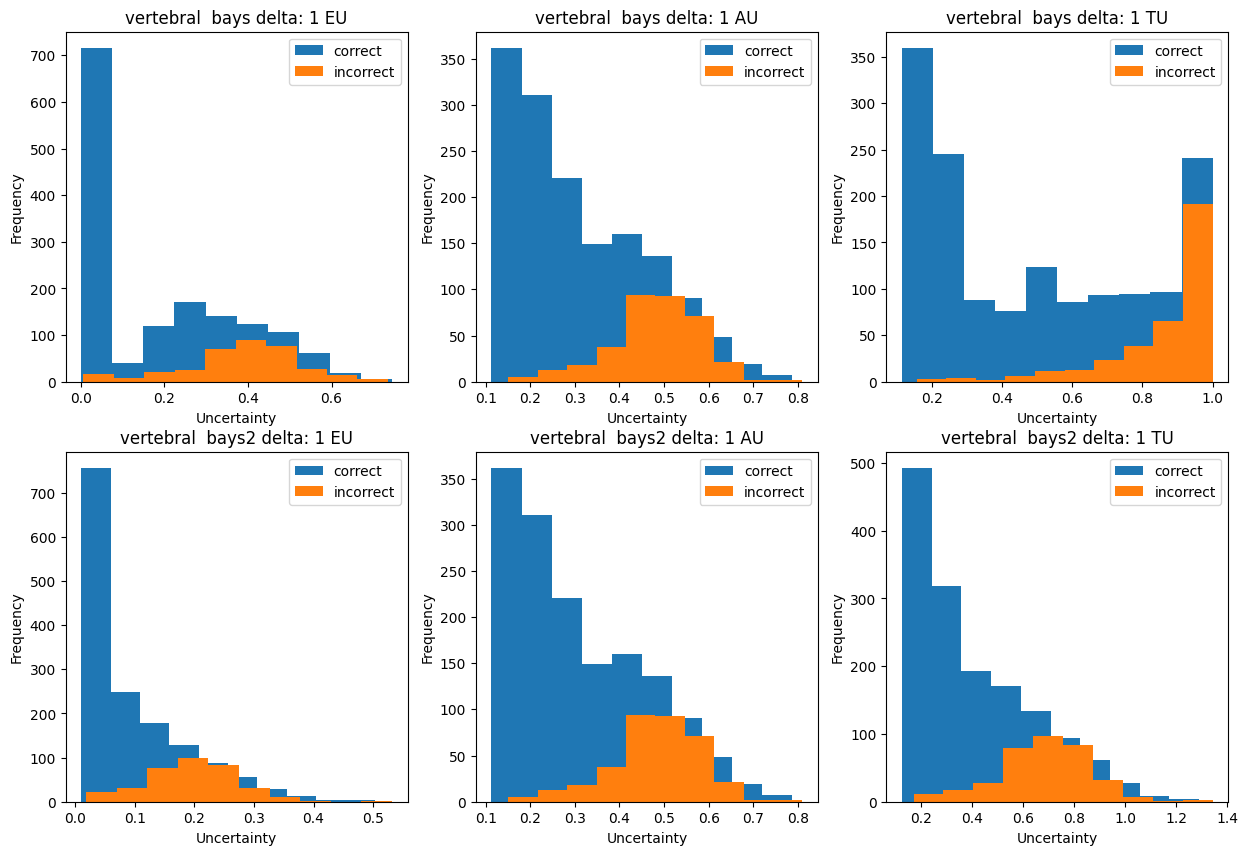 vertebral  bays delta: 1 EU
700
600
500
400
300
200
100
0
Frequency
0.0 0.2 0.4 0.6
Uncertainty
correct
incorrect
vertebral  bays delta: 1 AU
350
300
250
200
150
100
50
0
Frequency
0.1 0.2 0.3 0.4 0.5 0.6 0.7 0.8
Uncertainty
correct
incorrect
vertebral  bays delta: 1 TU
350
300
250
200
150
100
50
0
Frequency
0.2 0.4 0.6 0.8 1.0
Uncertainty
correct
incorrect
vertebral  bays2 delta: 1 EU
700
600
500
400
300
200
100
0
Frequency
0.0 0.1 0.2 0.3 0.4 0.5
Uncertainty
correct
incorrect
vertebral  bays2 delta: 1 AU
350
300
250
200
150
100
50
0
Frequency
0.1 0.2 0.3 0.4 0.5 0.6 0.7 0.8
Uncertainty
correct
incorrect
vertebral  bays2 delta: 1 TU
500
400
300
200
100
0
Frequency
0.2 0.4 0.6 0.8 1.0 1.2 1.4
Uncertainty
correct
incorrect